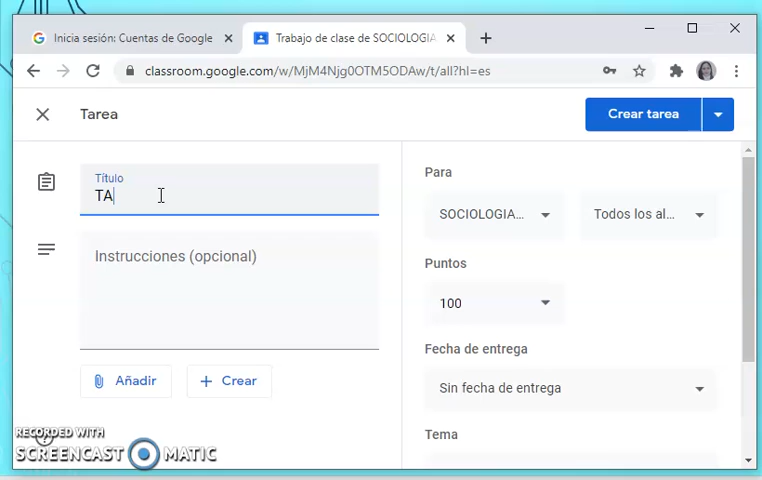 Inicia sesión: Cuentas de Google
Trabajo de clase de SOCIOLOGIA
classroom.google.com/w/MjM4Njg0OTM5ODAw/t/all?hl=es
Tarea
Crear tarea
Título
TA
Instrucciones (opcional)
Añadir
Crear
Para
SOCIOLOGIA...
Todos los al...
Puntos
100
Fecha de entrega
Sin fecha de entrega
Tema
RECORDED WITH
SCREENCAST MATIC